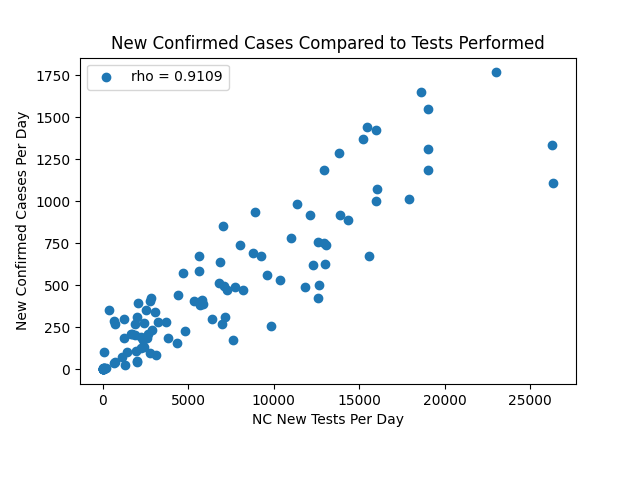 New Confirmed Cases Compared to Tests Performed
rho = 0.9109
New Confirmed Caeses Per Day
1750
1500
1250
1000
750
500
250
0
0 5000 10000 15000 20000 25000
NC New Tests Per Day